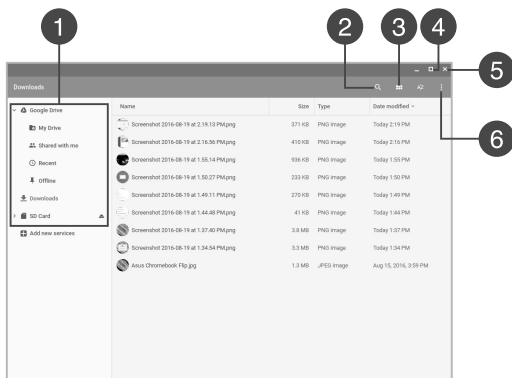 1
2
3
4
5
6
Downloads
AZ
Google Drive
My Drive
Shared with me
Recent
Offline
Downloads
SD Card
Add new services
Name Size Type Date modified
Screenshot 2016-08-19 at 2.19.13 PM.png 371 KB PNG image Today 2:19 PM
Screenshot 2016-08-19 at 2.16.56 PM.png 410 KB PNG image Today 2:16 PM
Screenshot 2016-08-19 at 1.55.14 PM.png 936 KB PNG image Today 1:55 PM
Screenshot 2016-08-19 at 1.50.27 PM.png 233 KB PNG image Today 1:50 PM
Screenshot 2016-08-19 at 1.49.11 PM.png 270 KB PNG image Today 1:49 PM
Screenshot 2016-08-19 at 1.44.48 PM.png 41 KB PNG image Today 1:44 PM
Screenshot 2016-08-19 at 1.37.40 PM.png 3.8 MB PNG image Today 1:37 PM
Screenshot 2016-08-19 at 1.34.54 PM.png 3.3 MB PNG image Today 1:34 PM
Asus Chromebook Flip.jpg 1.3 MB JPEG image Aug 15, 2016, 3:59 PM